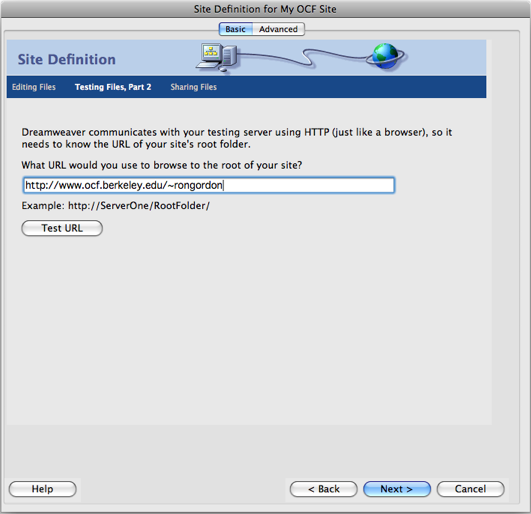 Site Definition for My OCF Site
Basic Advanced
Site Definition
Editing Files Testing Files, Part 2 Sharing Files
Dreamweaver communicates with your testing server using HTTP (just like a browser), so it
needs to know the URL of your site's root folder.
What URL would you use to browse to the root of your site?
http://www.ocf.berkeley.edu/~rongordon
Example: http://ServerOne/RootFolder/
Test URL
Help < Back Next > Cancel